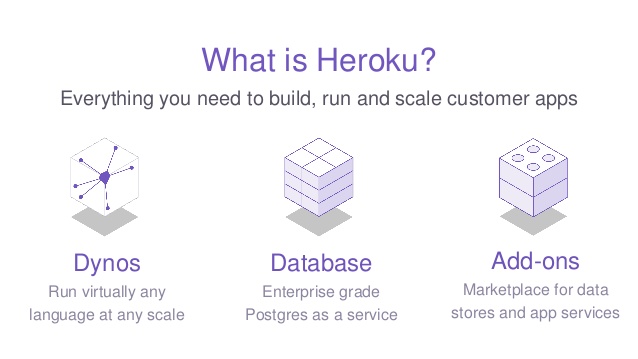 What is Heroku?
Everything you need to build, run and scale customer apps
Dynos
Run virtually any
language at any scale
Database
Enterprise grade
Postgres as a service
Add-ons
Marketplace for data
stores and app services